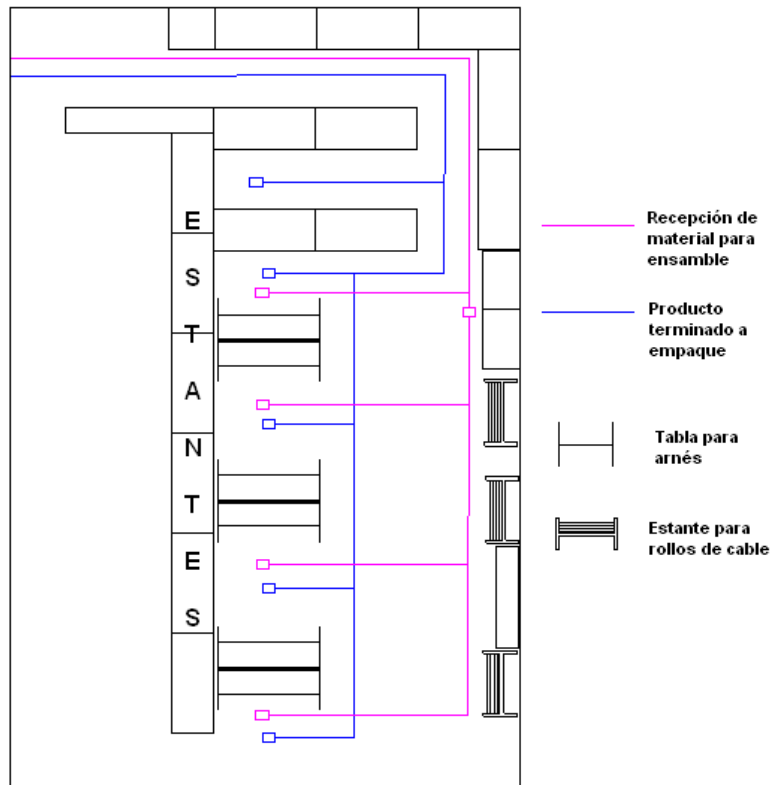 E
S
T
A
N
T
E
S
Recepción de
material para
ensamble
Producto
terminado a
empaque
Tabla para
arnés
Estante para
rollos de cable